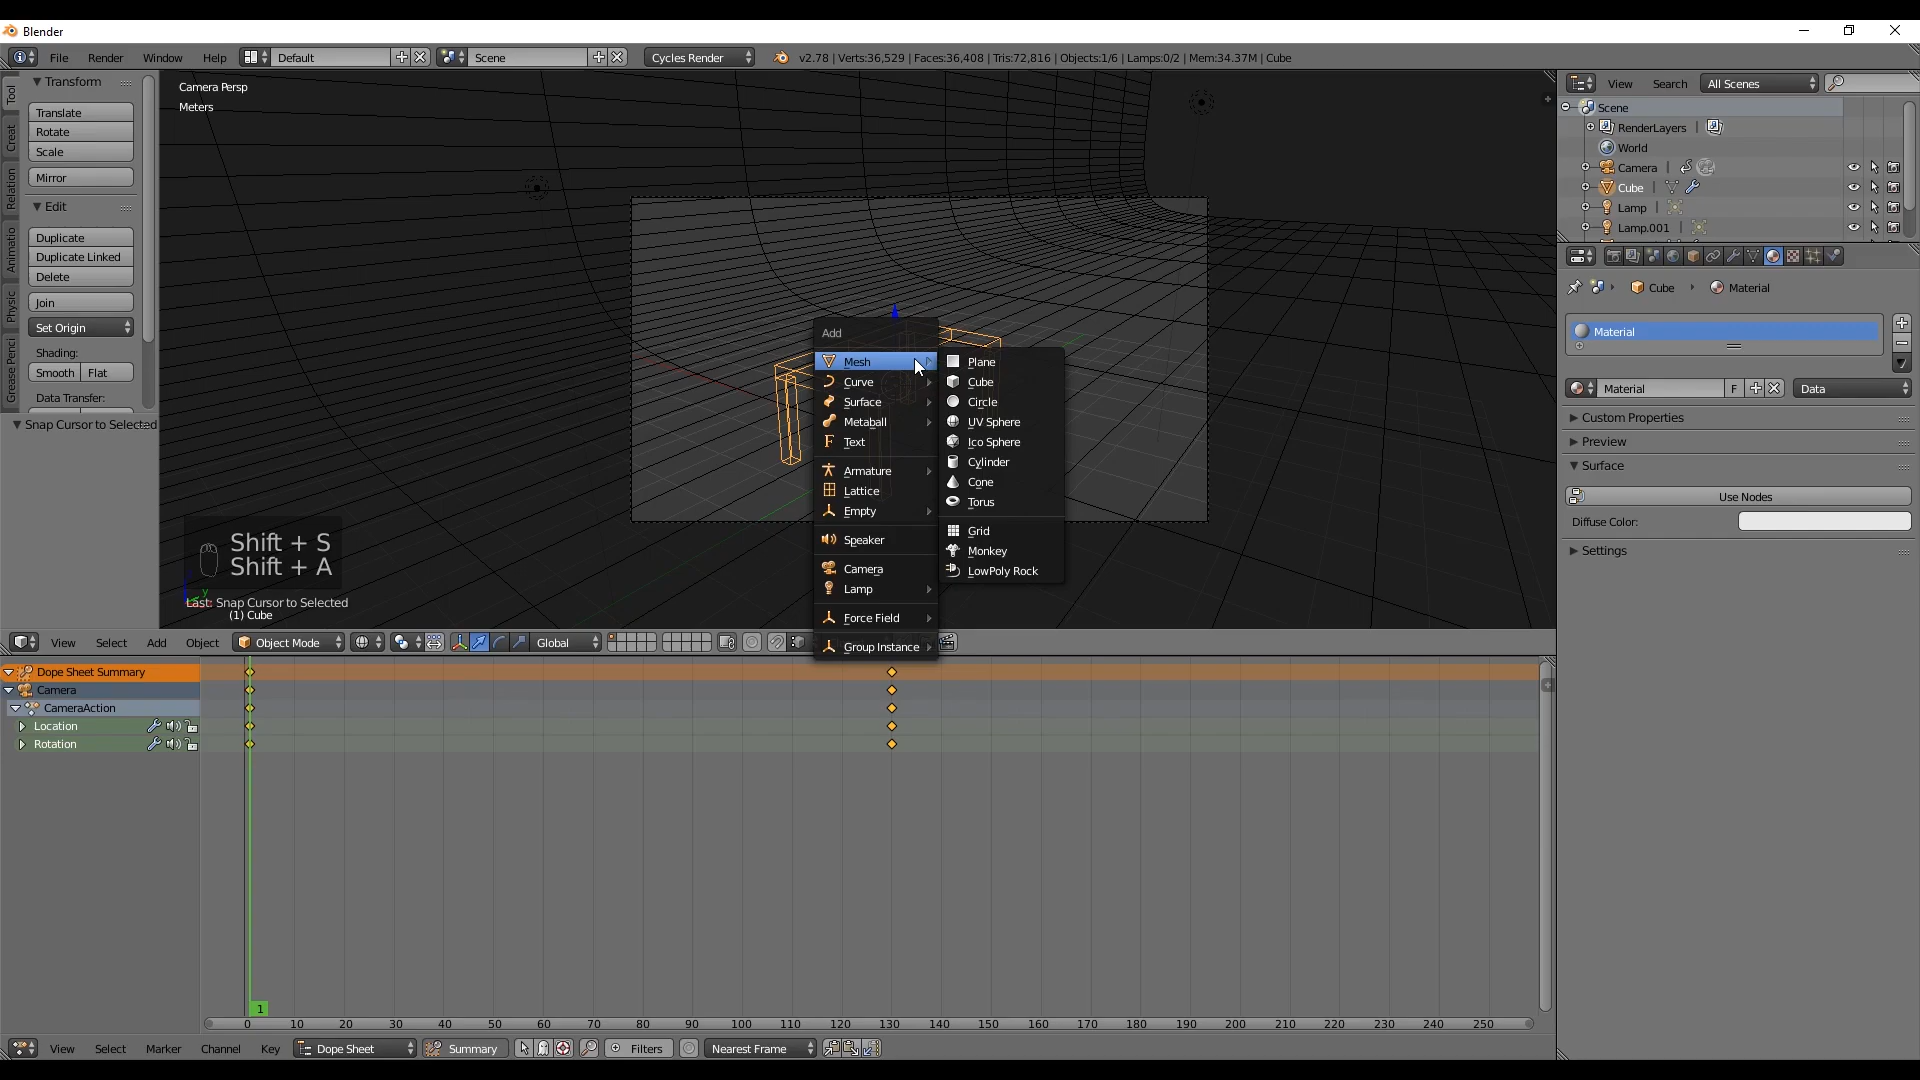 Blender
File Render Window Help Default Scene Cycles Render v2.78 | Verts:36,529 | Faces:36,408 | Tris:72,816 | Objects:1/6 | Lamps:0/2 | Mem:34.37M | Cube
Tool
Creat
Relation
Animatio
Physic
Grease Penci
Transform
Translate
Rotate
Scale
Mirror
Edit
Duplicate
Duplicate Linked
Delete
Join
Set Origin
Shading:
Smooth Flat
Data Transfer:
Snap Cursor to Selected
Camera Persp
Meters
Add
Mesh
Curve
Surface
Metaball
Text
Armature
Lattice
Empty
Speaker
Camera
Lamp
Force Field
Group Instance
Plane
Cube
Circle
UV Sphere
Ico Sphere
Cylinder
Cone
Torus
Grid
Monkey
LowPoly Rock
Shift + S
Shift + A
y
Last: Snap Cursor to Selected
(1) Cube
View Select Add Object Object Mode Global
View Search All Scenes
Scene
RenderLayers |
World
Camera |
Cube |
Lamp |
Lamp.001 |
Cube Material
Material
Material F Data
Custom Properties
Preview
Surface
Use Nodes
Diffuse Color:
Settings
Dope Sheet Summary
Camera
CameraAction
Location
Rotation
1
0 10 20 30 40 50 60 70 80 90 100 110 120 130 140 150 160 170 180 190 200 210 220 230 240 250
View Select Marker Channel Key Dope Sheet Summary Filters Nearest Frame